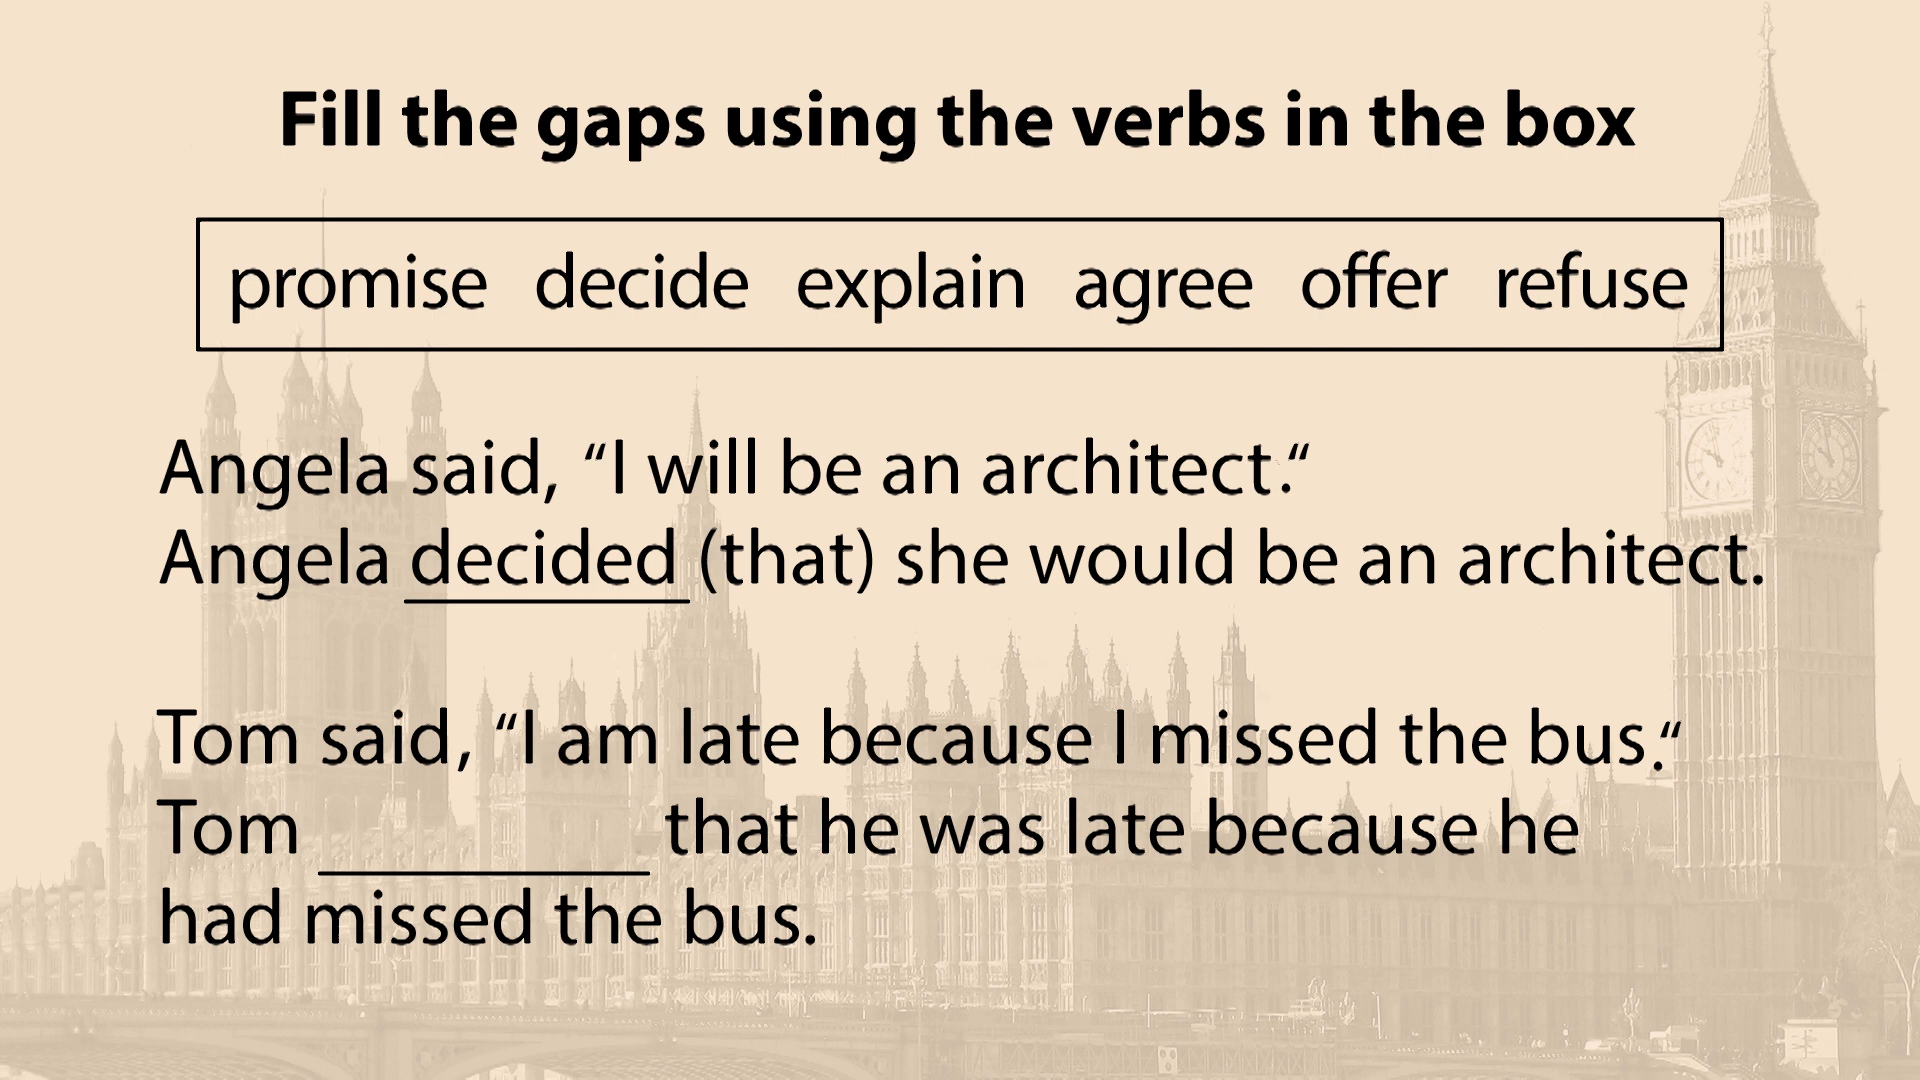 Fill the gaps using the verbs in the box
promise decide explain agree offer refuse
Angela said, “I will be an architect.“
Angela decided (that) she would be an architect.
Tom said, “I am late because I missed the bus.“
Tom __________ that he was late because he
had missed the bus.